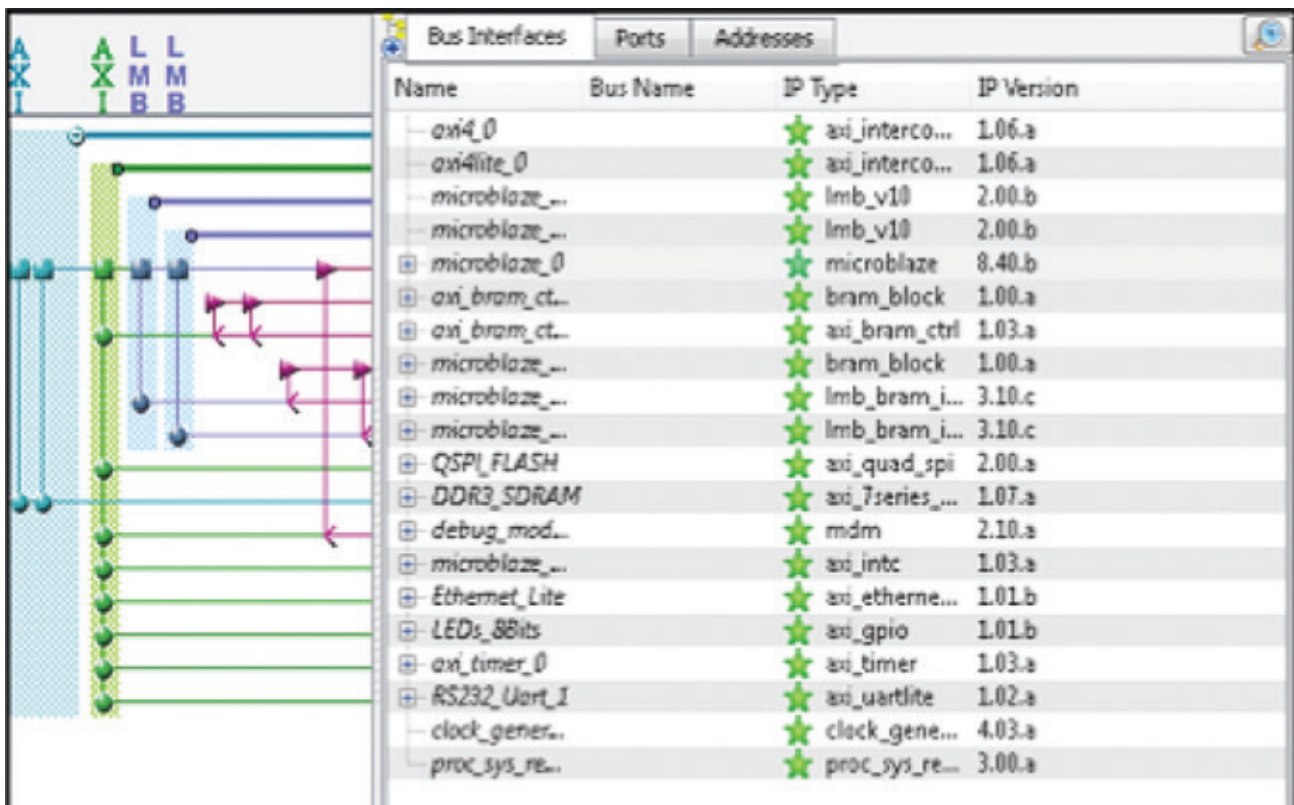 AXI AXI LMB LMB
Bus Interfaces Ports Addresses
Name Bus Name IP Type IP Version
axi4_0 axi_interco... 1.06.a
axi4lite_0 axi_interco... 1.06.a
microblaze_... lmb_v10 2.00.b
microblaze_... lmb_v10 2.00.b
microblaze_0 microblaze 8.40.b
axi_bram_ct... bram_block 1.00.a
axi_bram_ct... axi_bram_ctrl 1.03.a
microblaze_... bram_block 1.00.a
microblaze_... lmb_bram_i... 3.10.c
microblaze_... lmb_bram_i... 3.10.c
QSPI_FLASH axi_quad_spi 2.00.a
DDR3_SDRAM axi_7series_... 1.07.a
debug_mod... mdm 2.10.a
microblaze_... axi_intc 1.03.a
Ethernet_Lite axi_etherne... 1.01.b
LEDs_8Bits axi_gpio 1.01.b
axi_timer_0 axi_timer 1.03.a
RS232_Uart_1 axi_uartlite 1.02.a
clock_gener... clock_gene... 4.03.a
proc_sys_re... proc_sys_re... 3.00.a